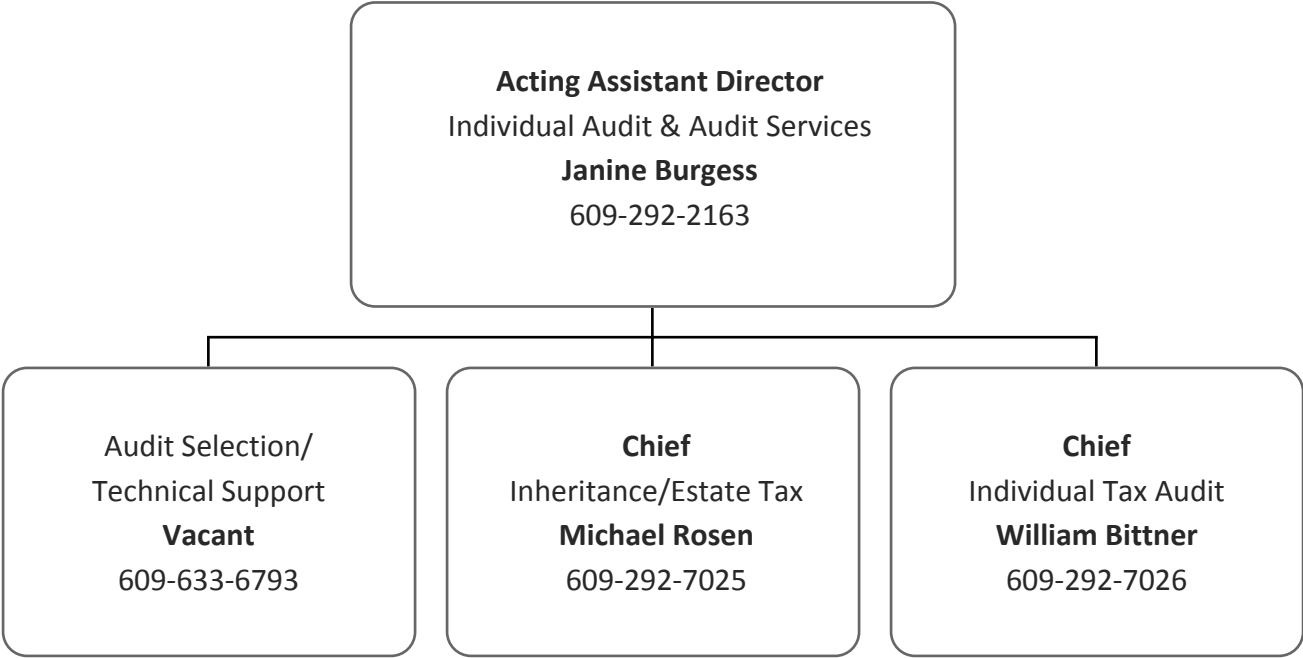 Acting Assistant Director
Individual Audit & Audit Services
Janine Burgess
609-292-2163
Audit Selection/
Technical Support
Vacant
609-633-6793
Chief
Inheritance/Estate Tax
Michael Rosen
609-292-7025
Chief
Individual Tax Audit
William Bittner
609-292-7026